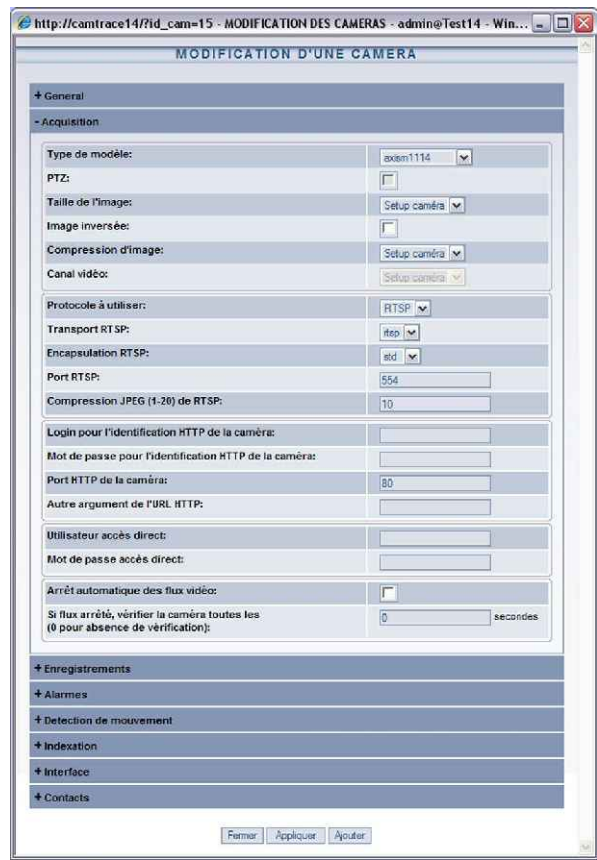 http://camtrace14/?id_cam=15 - MODIFICATION DES CAMERAS - admin@Test14 - Win...
MODIFICATION D'UNE CAMERA
+ General
- Acquisition
Type de modèle: axism1114
PTZ:
Taille de l'image: Setup caméra
Image inversée:
Compression d'image: Setup caméra
Canal vidéo: Setup caméra
Protocole à utiliser: RTSP
Transport RTSP: rtsp
Encapsulation RTSP: std
Port RTSP: 554
Compression JPEG (1-20) de RTSP: 10
Login pour l'identification HTTP de la caméra:
Mot de passe pour l'identification HTTP de la caméra:
Port HTTP de la caméra: 80
Autre argument de l'URL HTTP:
Utilisateur accès direct:
Mot de passe accès direct:
Arrêt automatique des flux vidéo:
Si flux arrêté, vérifier la caméra toutes les
(0 pour absence de vérification): 0 secondes
+ Enregistrements
+ Alarmes
+ Detection de mouvement
+ Indexation
+ Interface
+ Contacts
Fermer Appliquer Ajouter